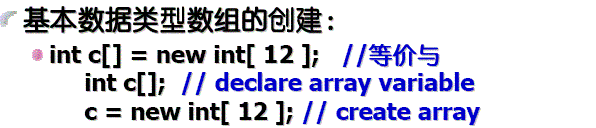 基本数据类型数组的创建：
int c[] = new int[ 12 ];   //等价与
int c[];  // declare array variable
c = new int[ 12 ]; // create array